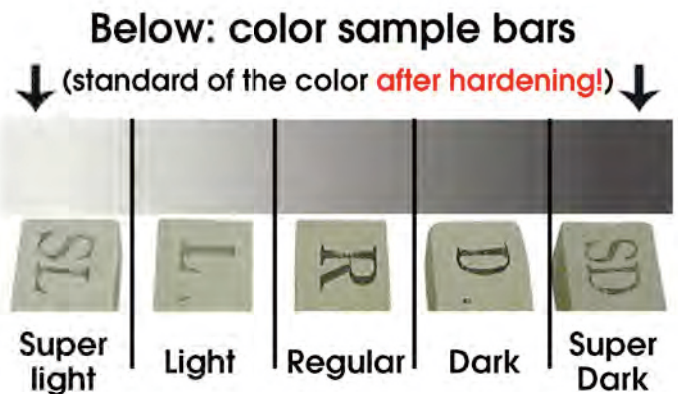 Below: color sample bars
(standard of the color after hardening!)
SL L R D SD
Super light
Light
Regular
Dark
Super Dark